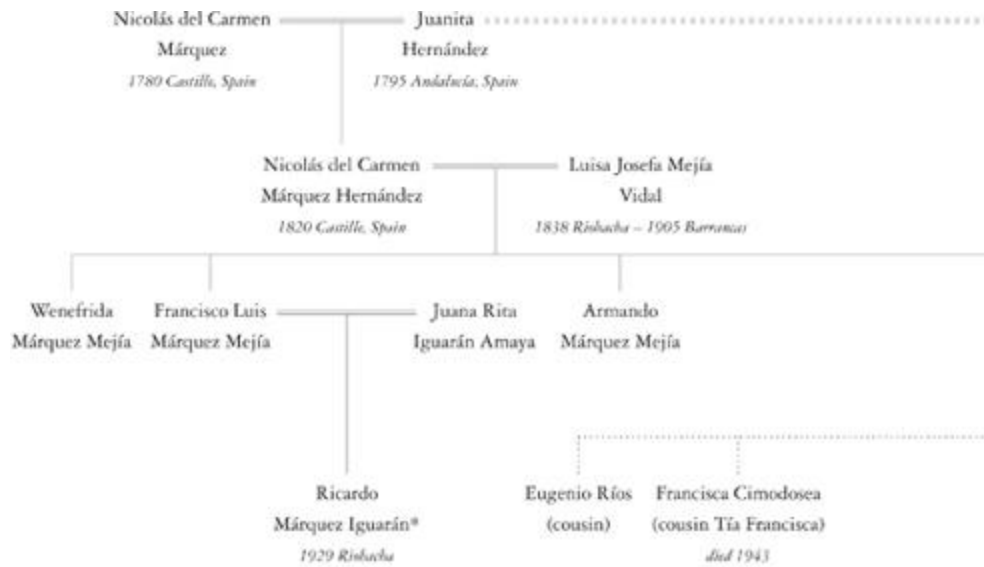 Nicolás del Carmen
Márquez
1780 Castille, Spain
Juanita
Hernández
1795 Andalucía, Spain
Nicolás del Carmen
Márquez Hernández
1820 Castille, Spain
Luisa Josefa Mejía
Vidal
1838 Riohacha – 1905 Barrancas
Wenefrida
Márquez Mejía
Francisco Luis
Márquez Mejía
Juana Rita
Iguarán Amaya
Armando
Márquez Mejía
Ricardo
Márquez Iguarán*
1929 Riohacha
Eugenio Ríos
(cousin)
Francisca Cimodosea
(cousin Tía Francisca)
died 1943